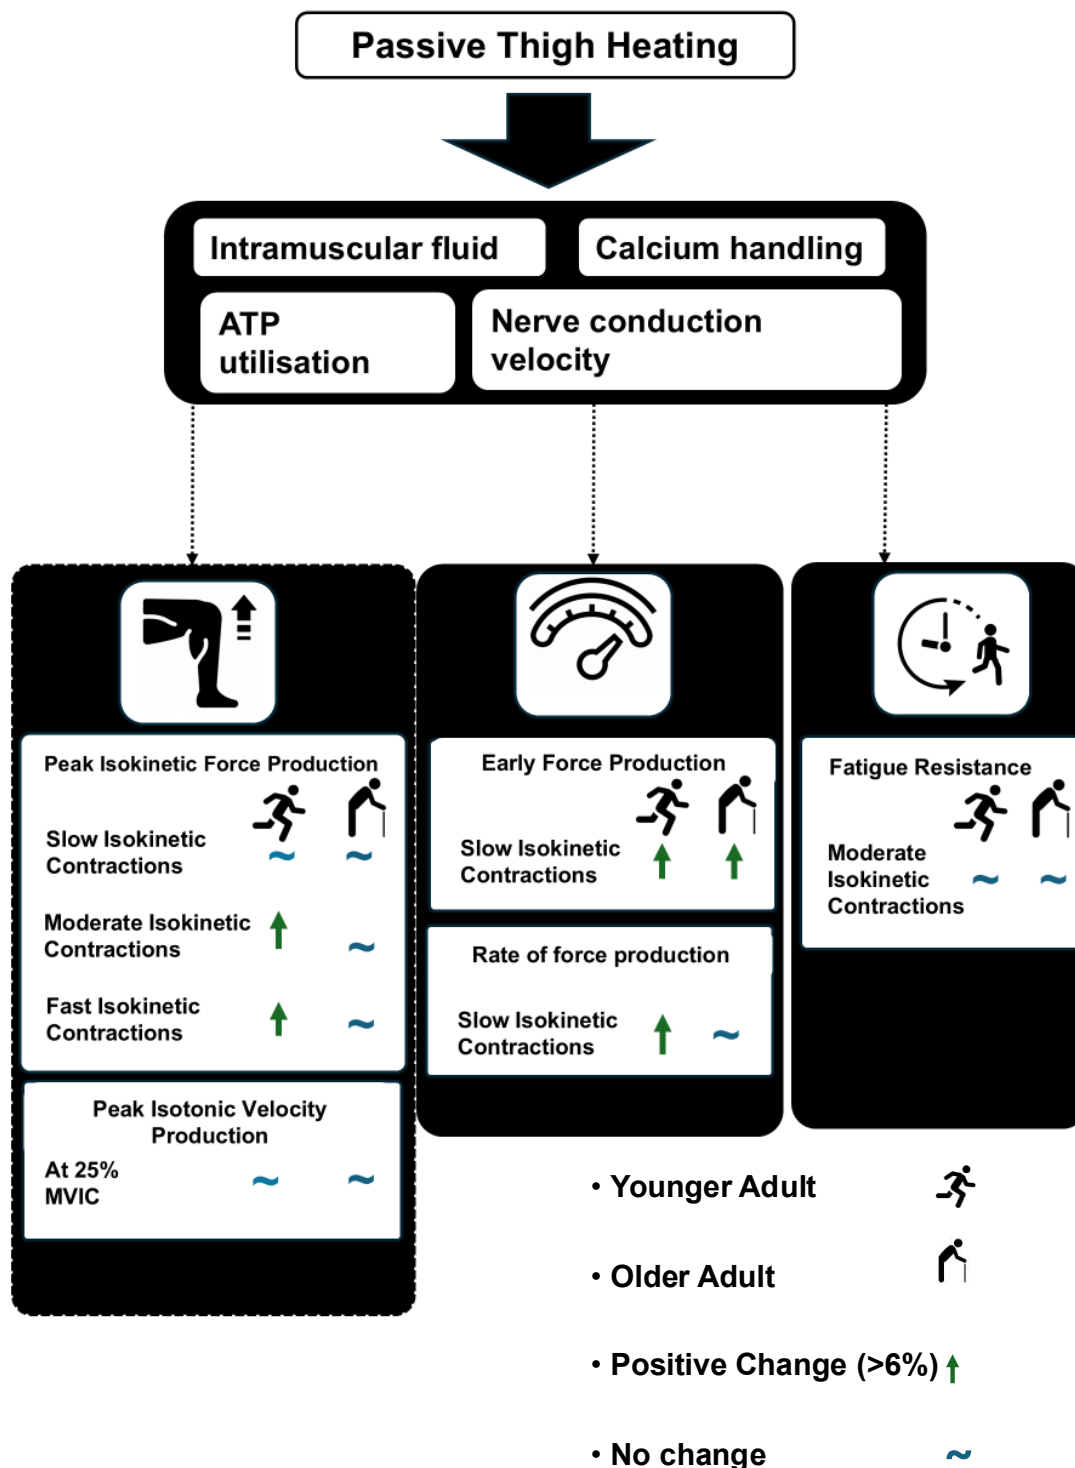 Passive Thigh Heating
Intramuscular fluid
Calcium handling
ATP
utilisation
Nerve conduction
velocity
Peak Isokinetic Force Production
Slow Isokinetic
Contractions
~ ~
Moderate Isokinetic
Contractions
↑ ~
Fast Isokinetic
Contractions
↑ ~
Peak Isotonic Velocity
Production
At 25%
MVIC
~ ~
Early Force Production
Slow Isokinetic
Contractions
↑ ↑
Rate of force production
Slow Isokinetic
Contractions
↑ ~
Fatigue Resistance
Moderate
Isokinetic
Contractions
~ ~
• Younger Adult
• Older Adult
• Positive Change (>6%) ↑
• No change ~